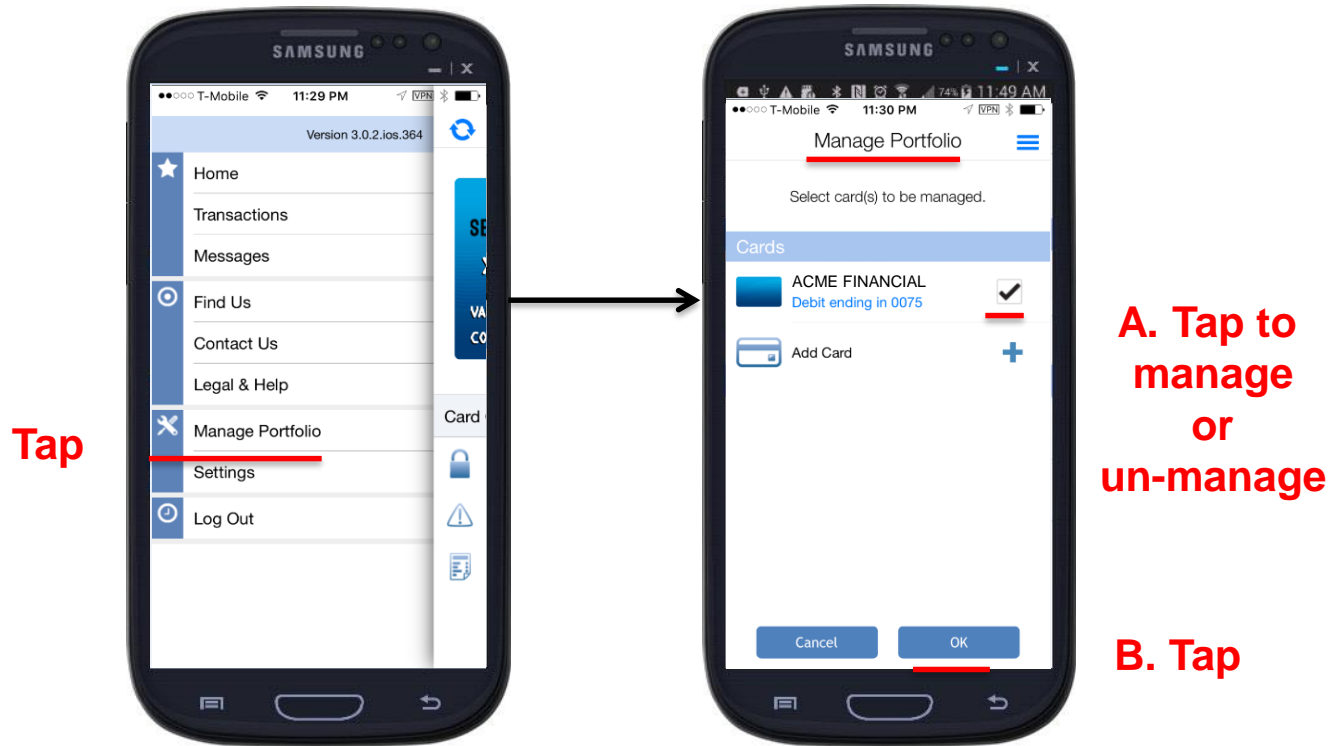 SAMSUNG
T-Mobile 11:29 PM VPN
Version 3.0.2.ios.364
Home
Transactions
Messages
Find Us
Contact Us
Legal & Help
Manage Portfolio
Settings
Log Out
SE
VA
CO
Card
Tap
SAMSUNG
74% 11:49 AM
T-Mobile 11:30 PM VPN
Manage Portfolio
Select card(s) to be managed.
Cards
ACME FINANCIAL
Debit ending in 0075
Add Card
Cancel OK
A. Tap to
manage
or
un-manage
B. Tap